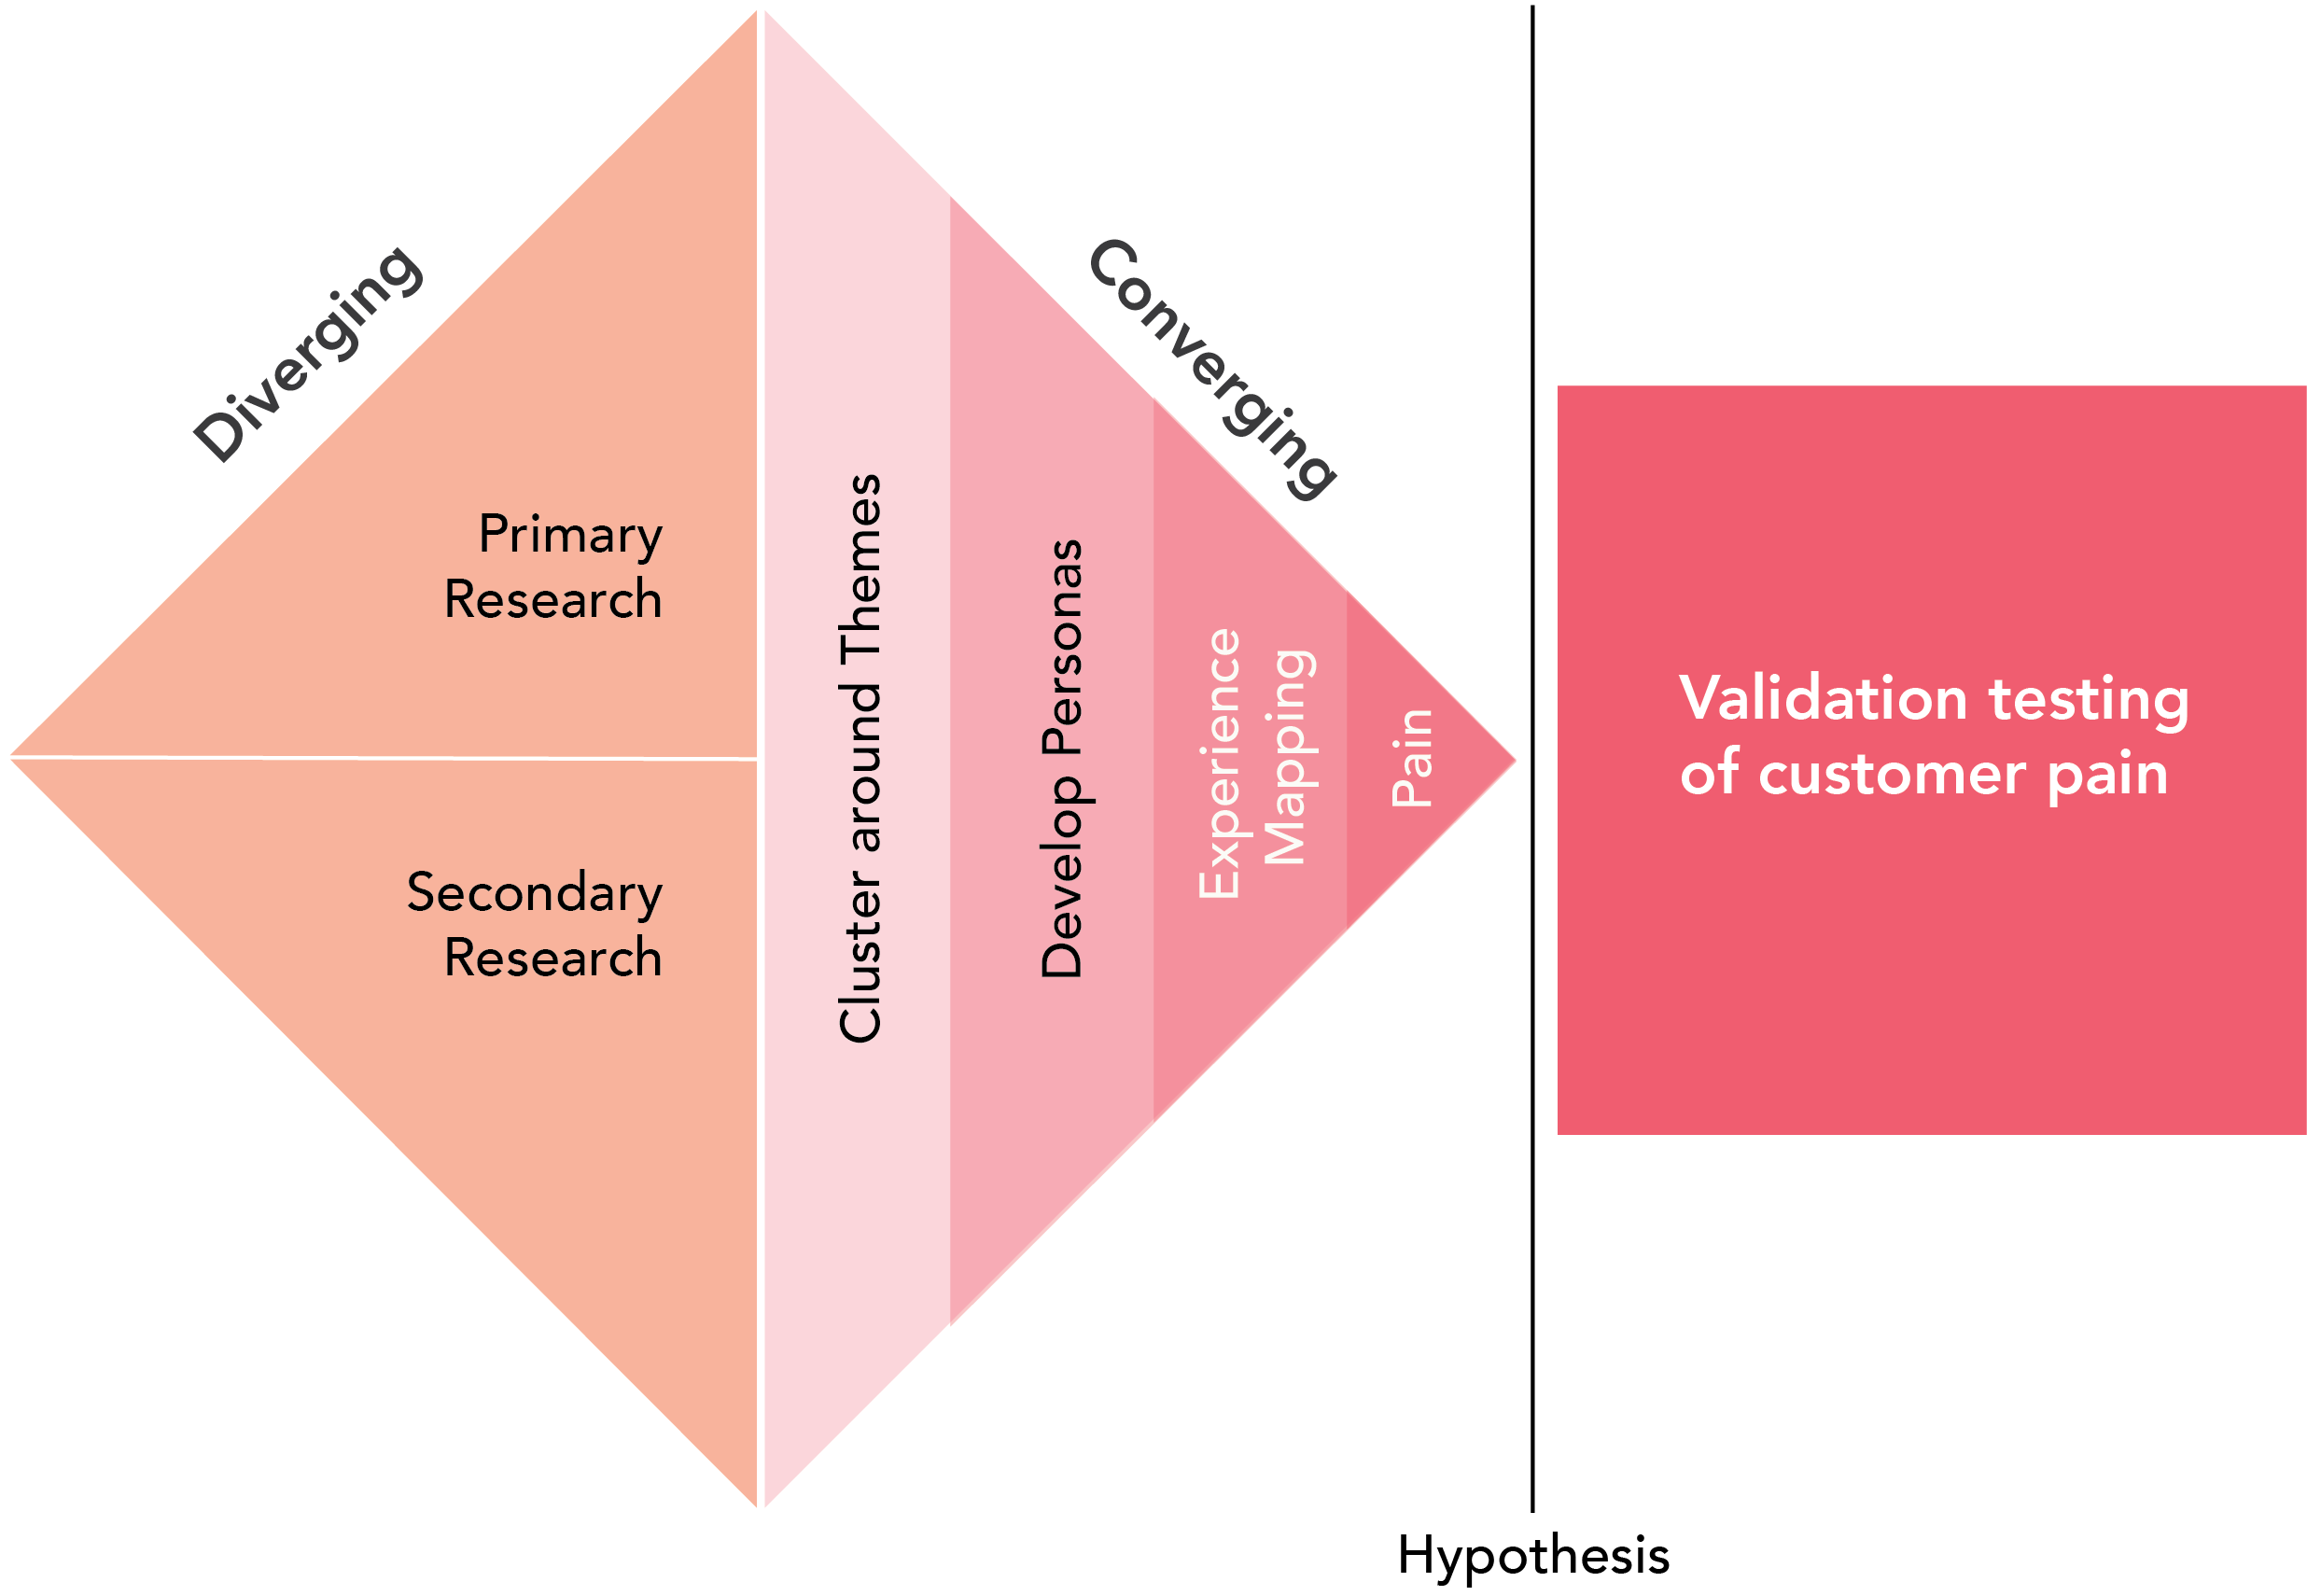 Diverging
Converging
Primary
Research
Secondary
Research
Cluster around Themes
Develop Personas
Experience
Mapping
Pain
Validation testing
of customer pain
Hypothesis